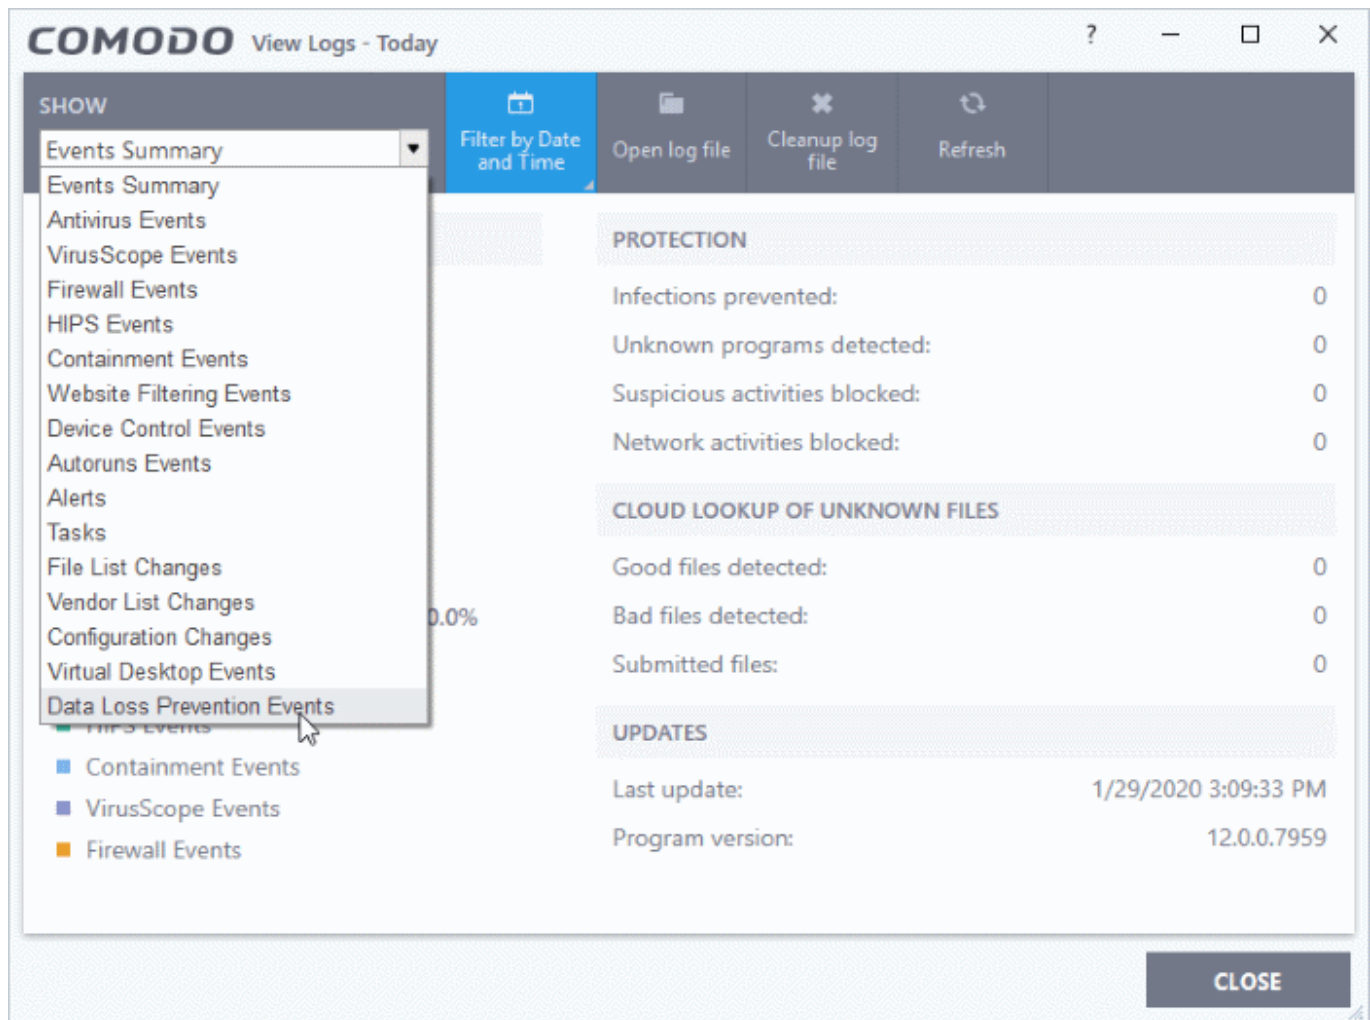 COMODO View Logs - Today
?
SHOW
Events Summary
Filter by Date
and Time
Open log file
Cleanup log
file
Refresh
Events Summary
Antivirus Events
VirusScope Events
Firewall Events
HIPS Events
Containment Events
Website Filtering Events
Device Control Events
Autoruns Events
Alerts
Tasks
File List Changes
Vendor List Changes
Configuration Changes
Virtual Desktop Events
Data Loss Prevention Events
0.0%
HIPS Events
Containment Events
VirusScope Events
Firewall Events
PROTECTION
Infections prevented: 0
Unknown programs detected: 0
Suspicious activities blocked: 0
Network activities blocked: 0
CLOUD LOOKUP OF UNKNOWN FILES
Good files detected: 0
Bad files detected: 0
Submitted files: 0
UPDATES
Last update: 1/29/2020 3:09:33 PM
Program version: 12.0.0.7959
CLOSE